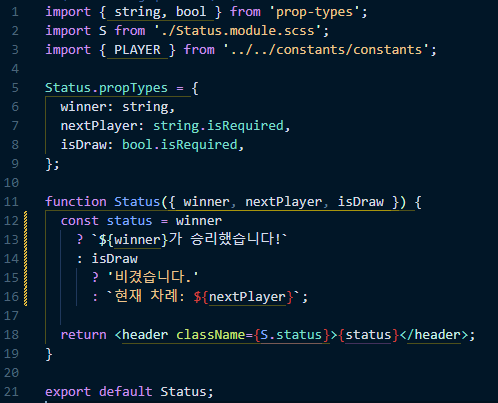 1 import { string, bool } from 'prop-types';
2 import S from './Status.module.scss';
3 import { PLAYER } from '../../constants/constants';
4
5 Status.propTypes = {
6   winner: string,
7   nextPlayer: string.isRequired,
8   isDraw: bool.isRequired,
9 };
10
11 function Status({ winner, nextPlayer, isDraw }) {
12   const status = winner
13     ? `${winner}가 승리했습니다!`
14     : isDraw
15       ? '비겼습니다.'
16       : `현재 차례: ${nextPlayer}`;
17
18   return <header className={S.status}>{status}</header>;
19 }
20
21 export default Status;